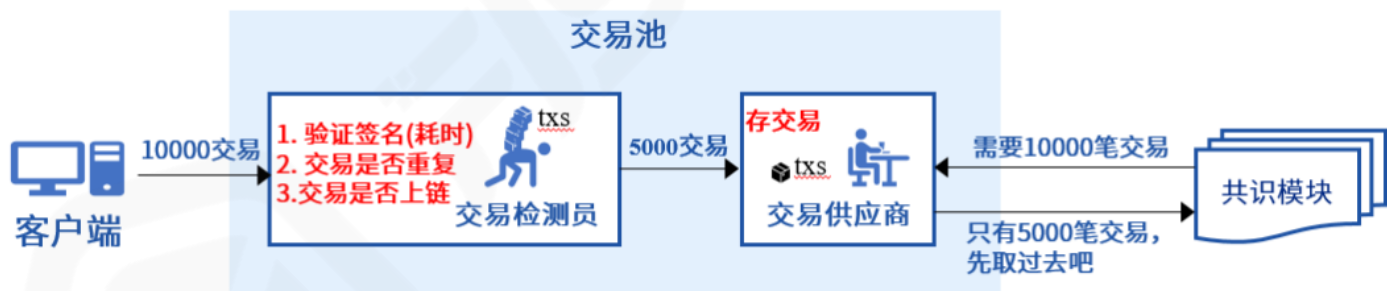 交易池
客户端
10000交易
1. 验证签名(耗时)
2. 交易是否重复
3.交易是否上链
txs
交易检测员
5000交易
存交易
txs
交易供应商
需要10000笔交易
只有5000笔交易，
先取过去吧
共识模块